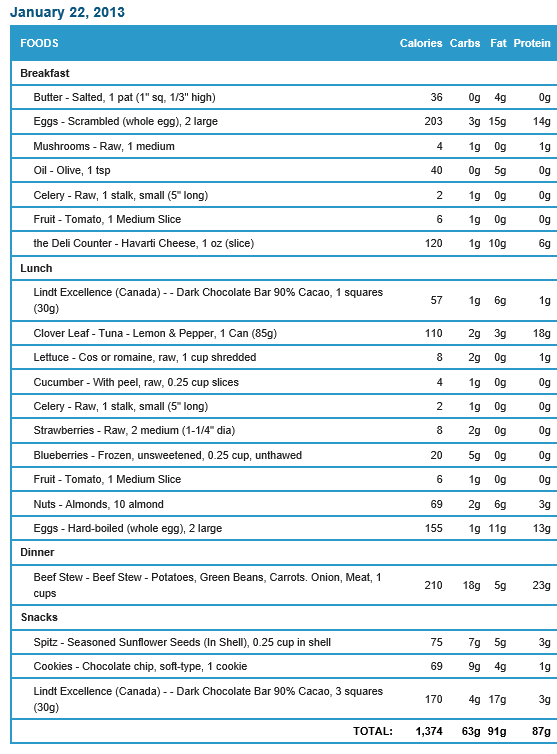 January 22, 2013
FOODS Calories Carbs Fat Protein
Breakfast
Butter - Salted, 1 pat (1" sq, 1/3" high) 36 0g 4g 0g
Eggs - Scrambled (whole egg), 2 large 203 3g 15g 14g
Mushrooms - Raw, 1 medium 4 1g 0g 1g
Oil - Olive, 1 tsp 40 0g 5g 0g
Celery - Raw, 1 stalk, small (5" long) 2 1g 0g 0g
Fruit - Tomato, 1 Medium Slice 6 1g 0g 0g
the Deli Counter - Havarti Cheese, 1 oz (slice) 120 1g 10g 6g
Lunch
Lindt Excellence (Canada) - - Dark Chocolate Bar 90% Cacao, 1 squares
(30g) 57 1g 6g 1g
Clover Leaf - Tuna - Lemon & Pepper, 1 Can (85g) 110 2g 3g 18g
Lettuce - Cos or romaine, raw, 1 cup shredded 8 2g 0g 1g
Cucumber - With peel, raw, 0.25 cup slices 4 1g 0g 0g
Celery - Raw, 1 stalk, small (5" long) 2 1g 0g 0g
Strawberries - Raw, 2 medium (1-1/4" dia) 8 2g 0g 0g
Blueberries - Frozen, unsweetened, 0.25 cup, unthawed 20 5g 0g 0g
Fruit - Tomato, 1 Medium Slice 6 1g 0g 0g
Nuts - Almonds, 10 almond 69 2g 6g 3g
Eggs - Hard-boiled (whole egg), 2 large 155 1g 11g 13g
Dinner
Beef Stew - Beef Stew - Potatoes, Green Beans, Carrots. Onion, Meat, 1
cups 210 18g 5g 23g
Snacks
Spitz - Seasoned Sunflower Seeds (In Shell), 0.25 cup in shell 75 7g 5g 3g
Cookies - Chocolate chip, soft-type, 1 cookie 69 9g 4g 1g
Lindt Excellence (Canada) - - Dark Chocolate Bar 90% Cacao, 3 squares
(30g) 170 4g 17g 3g
TOTAL: 1,374 63g 91g 87g